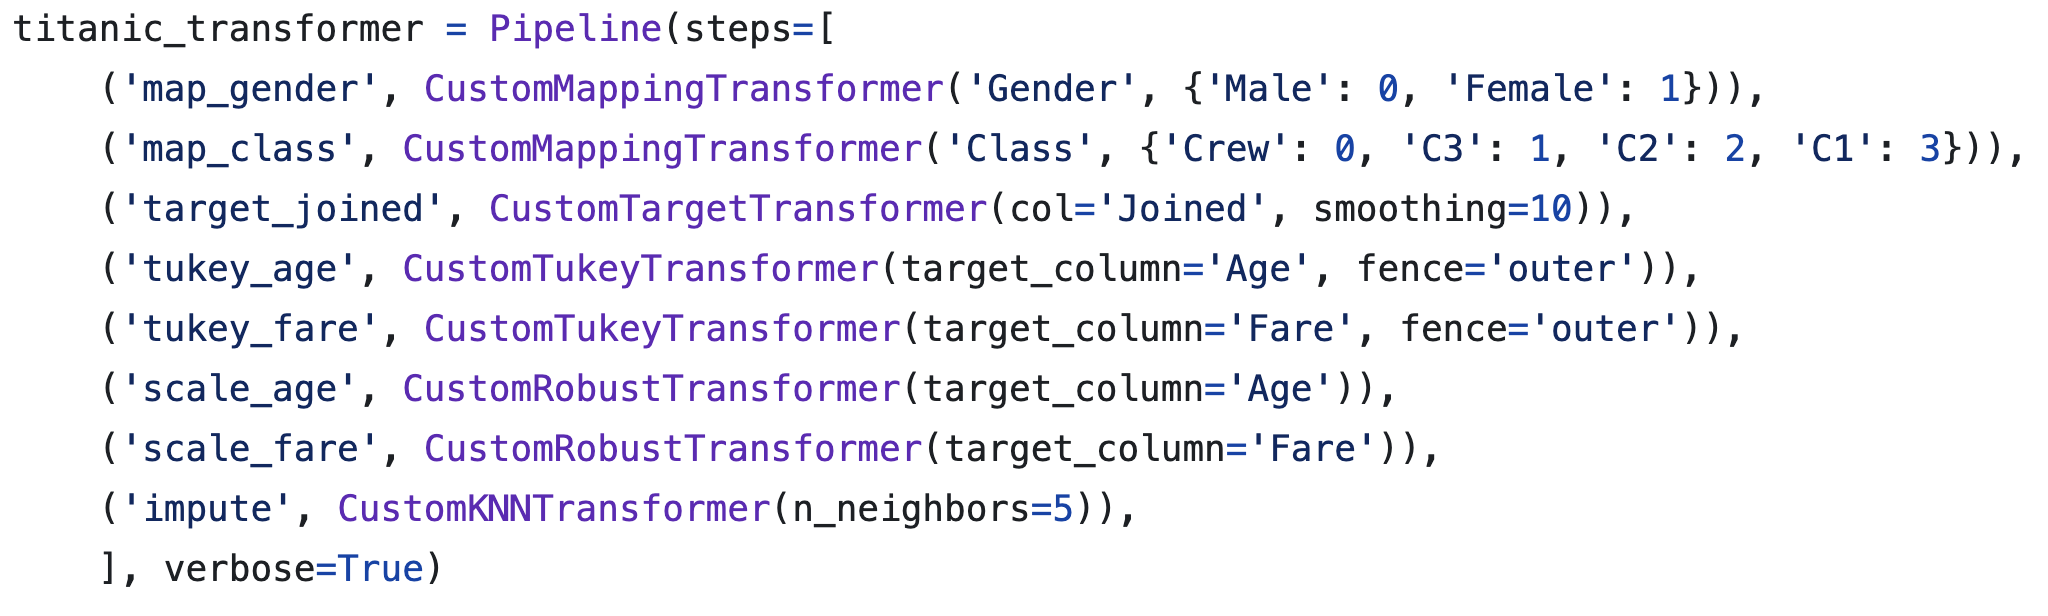 titanic_transformer = Pipeline(steps=[
    ('map_gender', CustomMappingTransformer('Gender', {'Male': 0, 'Female': 1})),
    ('map_class', CustomMappingTransformer('Class', {'Crew': 0, 'C3': 1, 'C2': 2, 'C1': 3})),
    ('target_joined', CustomTargetTransformer(col='Joined', smoothing=10)),
    ('tukey_age', CustomTukeyTransformer(target_column='Age', fence='outer')),
    ('tukey_fare', CustomTukeyTransformer(target_column='Fare', fence='outer')),
    ('scale_age', CustomRobustTransformer(target_column='Age')),
    ('scale_fare', CustomRobustTransformer(target_column='Fare')),
    ('impute', CustomKNNTransformer(n_neighbors=5)),
    ], verbose=True)